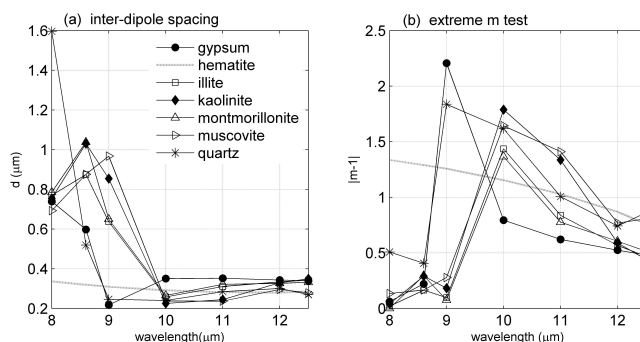 (a) inter-dipole spacing
1.6
1.4
1.2
1
0.8
0.6
0.4
0.2
d (μm)
gypsum
hematite
illite
kaolinite
montmorillonite
muscovite
quartz
8 9 10 11 12
wavelength(μm)
(b) extreme m test
2.5
2
1.5
1
0.5
0
|m-1|
8 9 10 11 12
wavelength (μm)